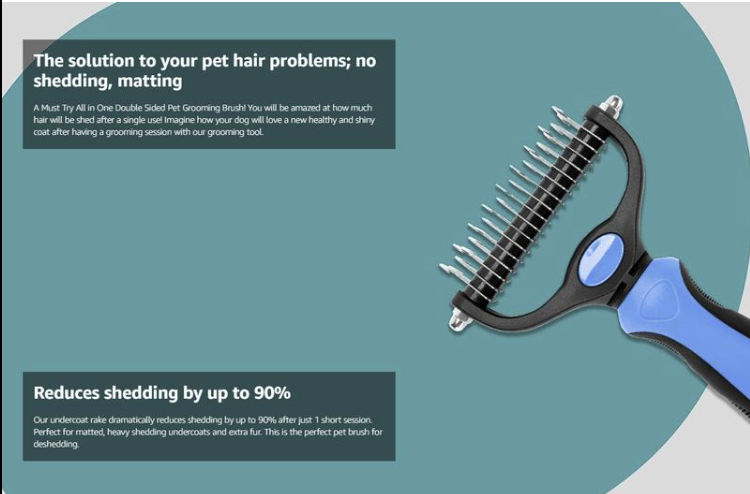 The solution to your pet hair problems; no
shedding, matting
A Must Try All in One Double Sided Pet Grooming Brush! You will be amazed at how much
hair will be shed after a single use! Imagine how your dog will love a new healthy and shiny
coat after having a grooming session with our grooming tool.
Reduces shedding by up to 90%
Our undercoat rake dramatically reduces shedding by up to 90% after just 1 short session.
Perfect for matted, heavy shedding undercoats and extra fur. This is the perfect pet brush for
deshedding.